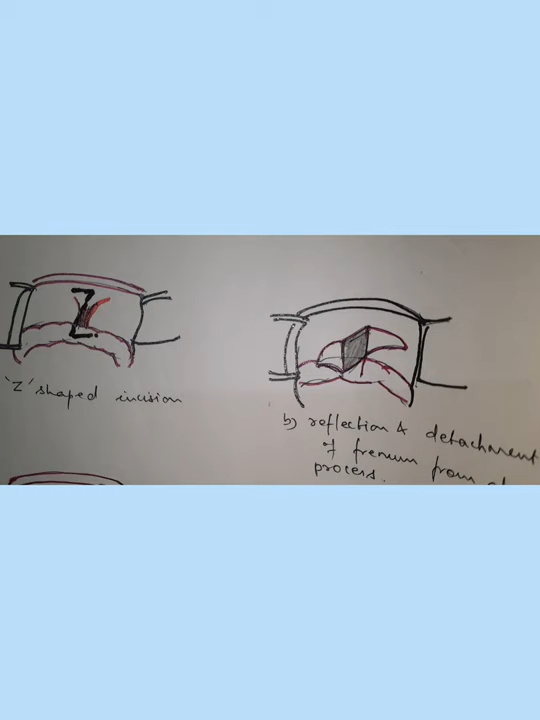 Z
'Z' shaped incision
b) reflection & detachment
of frenum from
process.